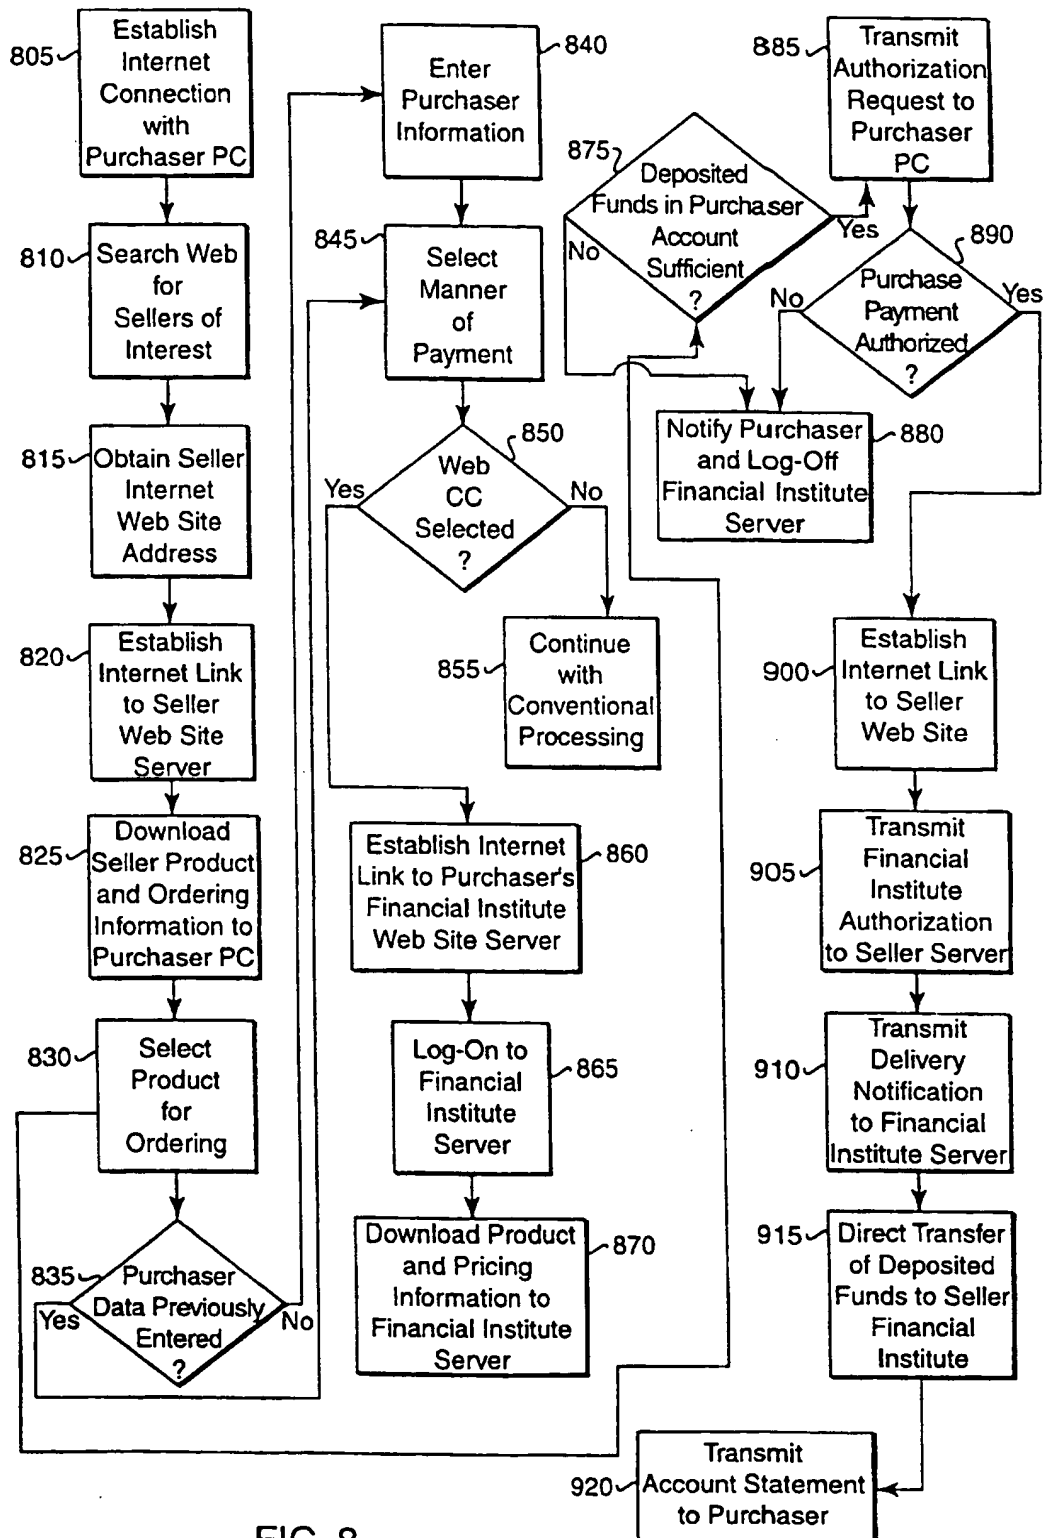 805
Establish
Internet
Connection
with
Purchaser PC
810
Search Web
for
Sellers of
Interest
815
Obtain Seller
Internet
Web Site
Address
820
Establish
Internet Link
to Seller
Web Site
Server
825
Download
Seller Product
and Ordering
Information to
Purchaser PC
830
Select
Product
for
Ordering
835
Purchaser
Data Previously
Entered
?
Yes
No
840
Enter
Purchaser
Information
845
Select
Manner
of
Payment
850
Web
CC
Selected
?
Yes
No
855
Continue
with
Conventional
Processing
860
Establish Internet
Link to Purchaser's
Financial Institute
Web Site Server
865
Log-On to
Financial
Institute
Server
870
Download Product
and Pricing
Information to
Financial Institute
Server
875
Deposited
Funds in Purchaser
Account
Sufficient
?
No
Yes
880
Notify Purchaser
and Log-Off
Financial Institute
Server
885
Transmit
Authorization
Request to
Purchaser
PC
890
Purchase
Payment
Authorized
?
No
Yes
900
Establish
Internet Link
to Seller
Web Site
905
Transmit
Financial
Institute
Authorization
to Seller Server
910
Transmit
Delivery
Notification
to Financial
Institute Server
915
Direct Transfer
of Deposited
Funds to Seller
Financial
Institute
920
Transmit
Account Statement
to Purchaser
FIG. 8